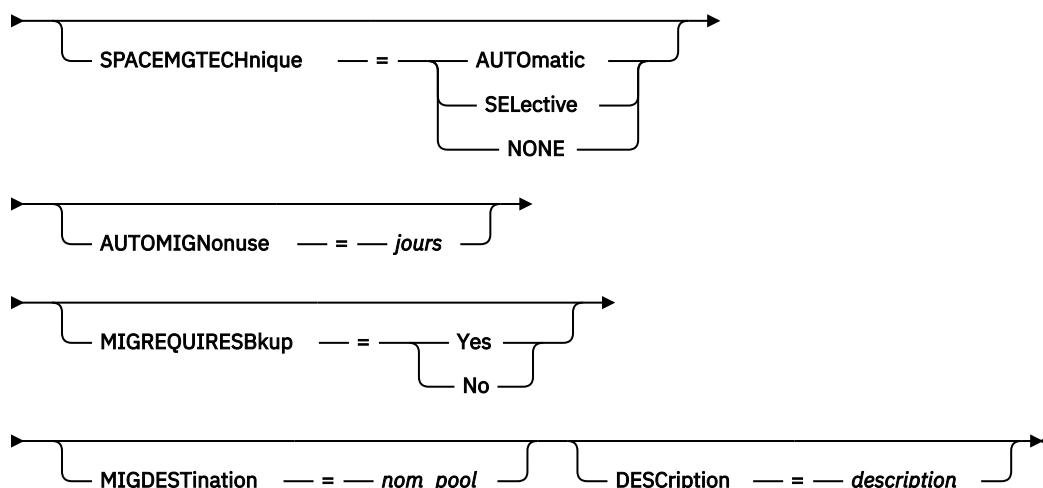 SPACEMGTECHnique = AUTOmatic
SELective
NONE
AUTOMIGNonuse = jours
MIGREQUIRESBkup = Yes
No
MIGDESTination = nom_pool DESCription = description